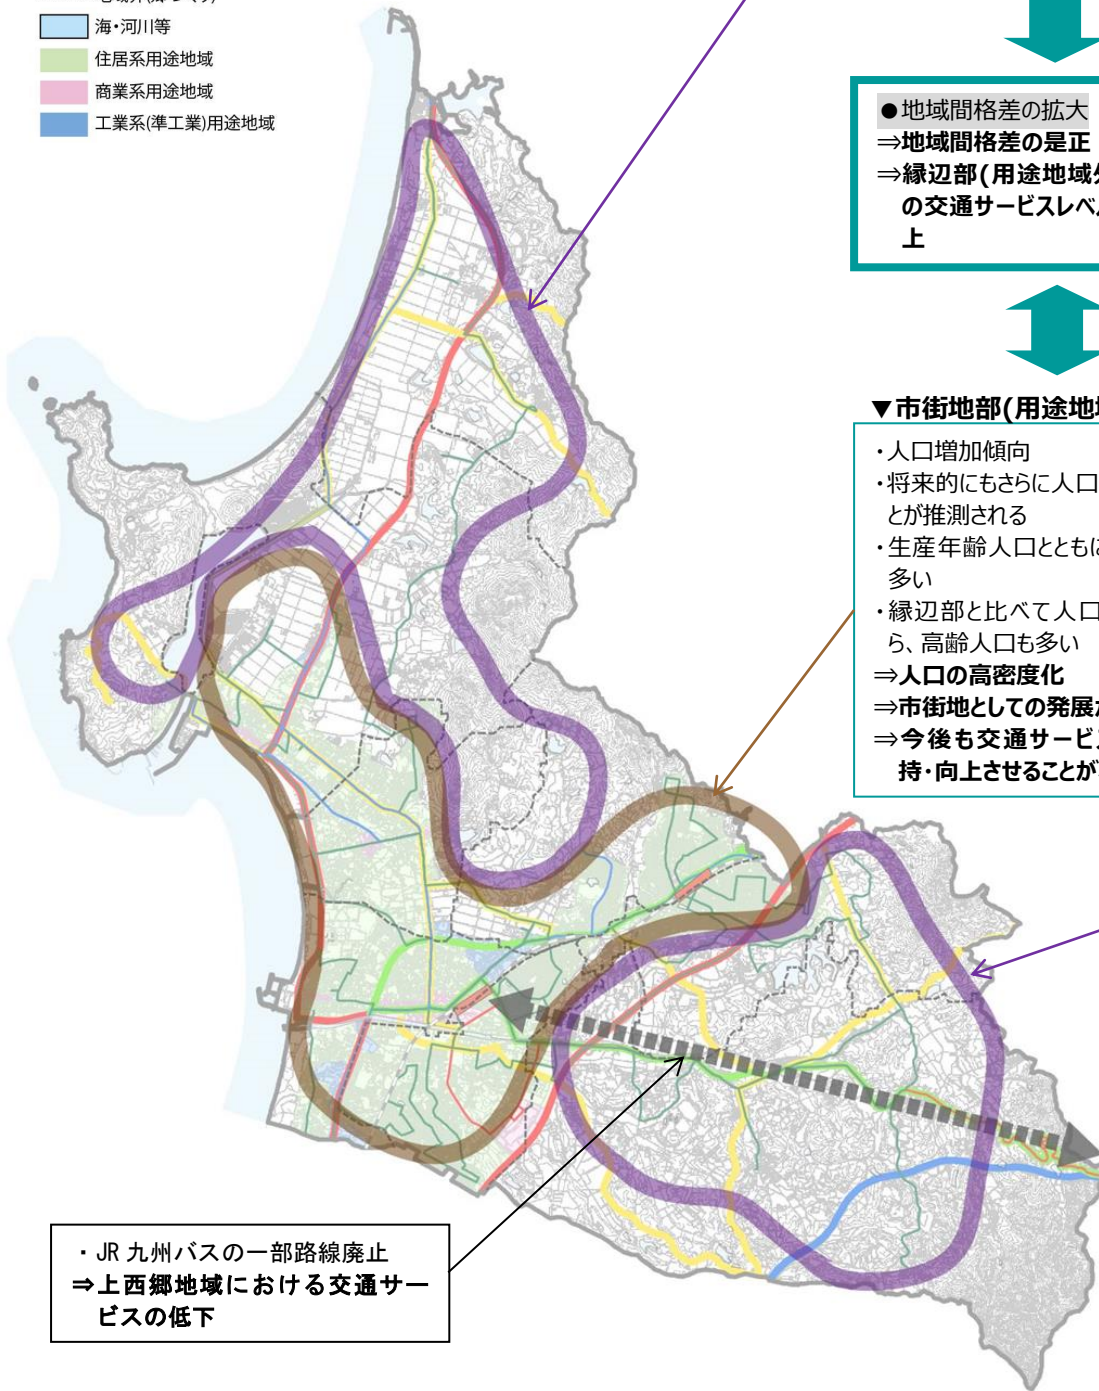 海・河川等
住居系用途地域
商業系用途地域
工業系(準工業)用途地域
●地域間格差の拡大
⇒地域間格差の是正
⇒縁辺部(用途地域外
の交通サービスレベル
上
▼市街地部(用途地域
・人口増加傾向
・将来的にもさらに人口
とが推測される
・生産年齢人口とともに
多い
・縁辺部と比べて人口
ら、高齢人口も多い
⇒人口の高密度化
⇒市街地としての発展が
⇒今後も交通サービス
持・向上させることが
・JR 九州バスの一部路線廃止
⇒上西郷地域における交通サー
ビスの低下